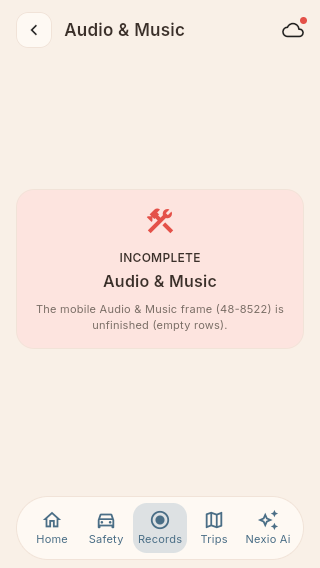 Audio & Music
INCOMPLETE
Audio & Music
The mobile Audio & Music frame (48-8522) is
unfinished (empty rows).
Home
Safety
Records
Trips
Nexio Ai